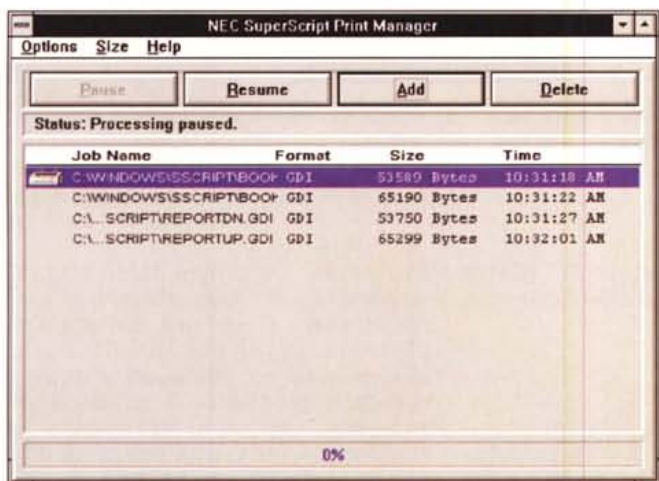 NEC SuperScript Print Manager
Options Size Help
Pause Resume Add Delete
Status: Processing paused.
Job Name Format Size Time
C:\WINDOWS\SSCRIPT\BOOK GDI 53589 Bytes 10:31:18 AM
C:\WINDOWS\SSCRIPT\BOOK GDI 65190 Bytes 10:31:22 AM
C:\...SCRIPT\REPORTDN.GDI GDI 53750 Bytes 10:31:27 AM
C:\...SCRIPT\REPORTUP.GDI GDI 65299 Bytes 10:32:01 AM
0%